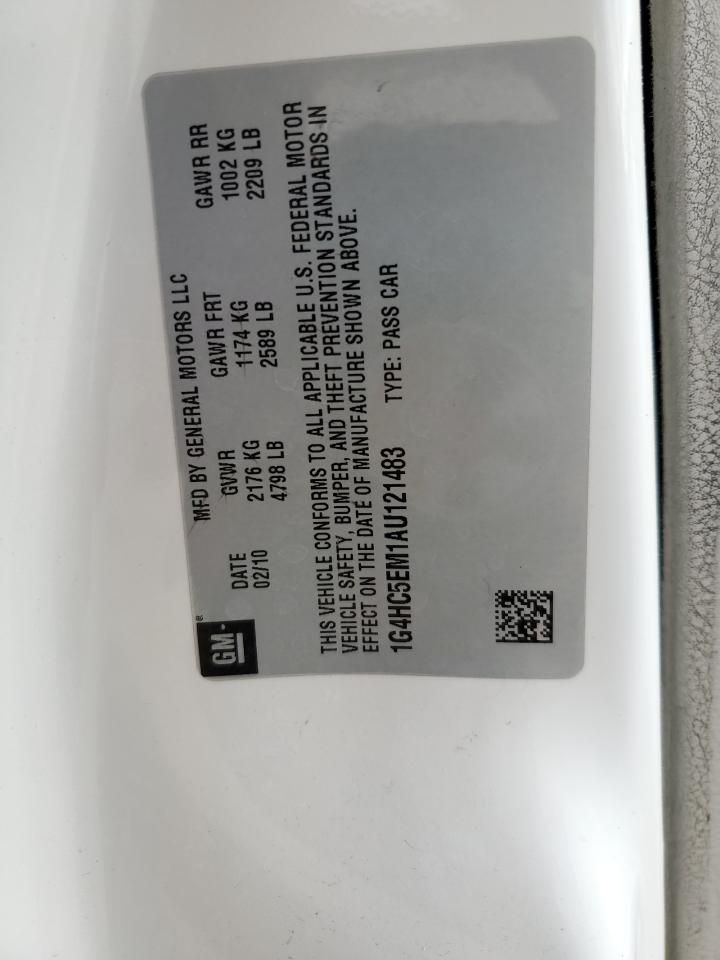 GM ®
MFD BY GENERAL MOTORS LLC
DATE GVWR GAWR FRT GAWR RR
02/10 2176 KG 1174 KG 1002 KG
4798 LB 2589 LB 2209 LB
THIS VEHICLE CONFORMS TO ALL APPLICABLE U.S. FEDERAL MOTOR
VEHICLE SAFETY, BUMPER, AND THEFT PREVENTION STANDARDS IN
EFFECT ON THE DATE OF MANUFACTURE SHOWN ABOVE.
1G4HC5EM1AU121483 TYPE: PASS CAR